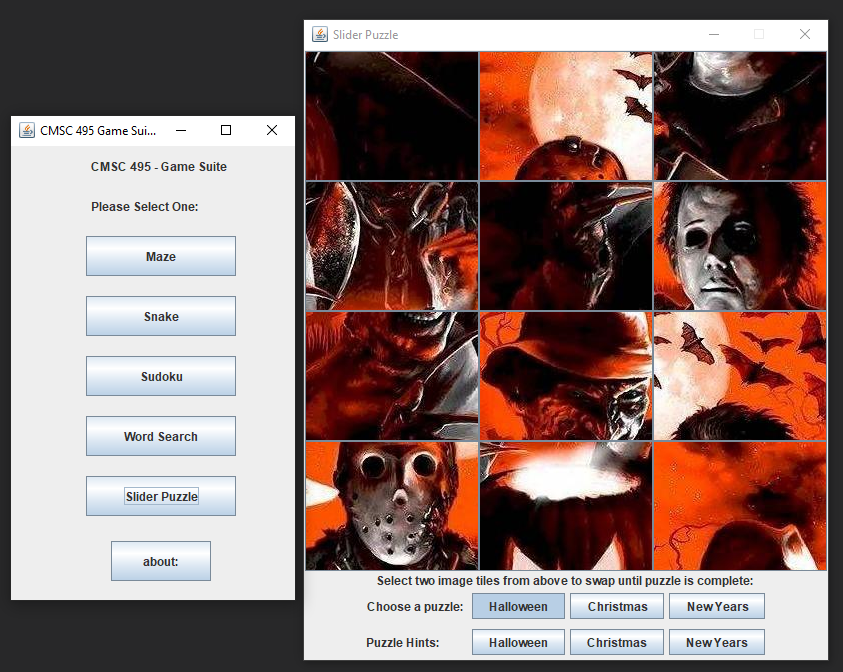 CMSC 495 Game Sui...
CMSC 495 - Game Suite
Please Select One:
Maze
Snake
Sudoku
Word Search
Slider Puzzle
about:
Slider Puzzle
Select two image tiles from above to swap until puzzle is complete:
Choose a puzzle: Halloween Christmas New Years
Puzzle Hints: Halloween Christmas New Years